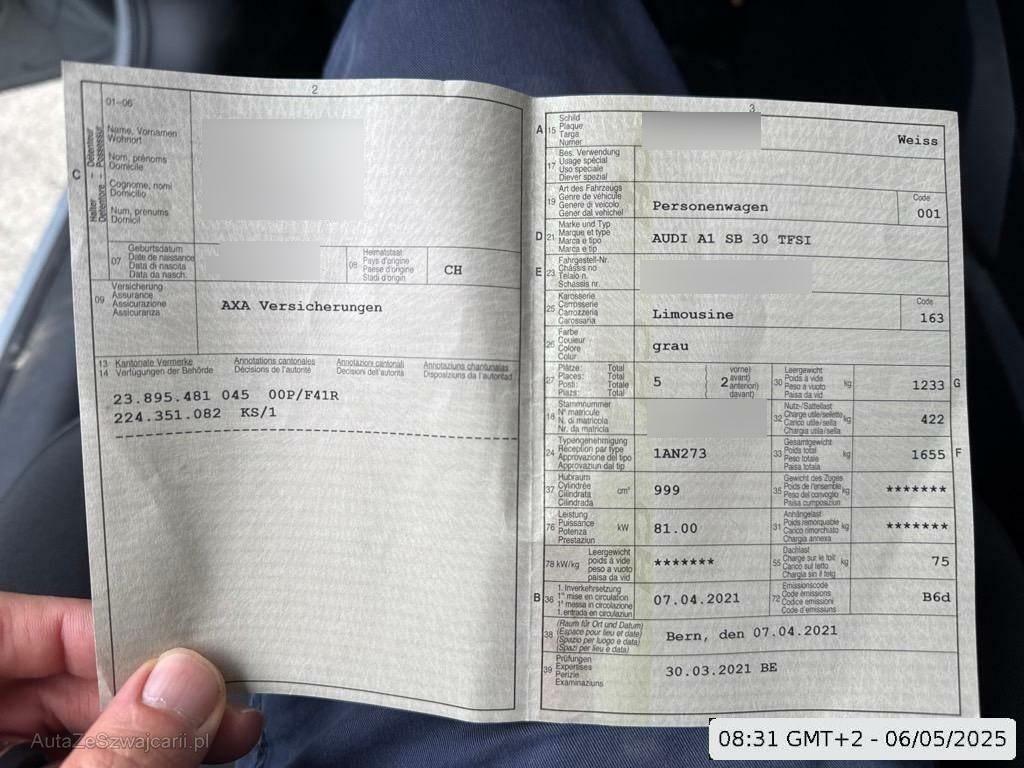 2
01–06
C
Halter – Détenteur
Detentore – Possessur
Name, Vornamen
Wohnort
Nom, prénoms
Domicile
Cognome, nomi
Domicilio
Num, prenums
Domicil
07
Geburtsdatum
Date de naissance
Data di nascita
Data da nasch.
08
Heimatstaat
Pays d'origine
Paese d'origine
Stadi d'origin
CH
09
Versicherung
Assurance
Assicurazione
Assicuranza
AXA Versicherungen
13 Kantonale Vermerke
14 Verfügungen der Behörde
Annotations cantonales
Décisions de l'autorité
Annotazioni cantonali
Decisioni dell'autorità
Annotaziuns chantunalas
Disposiziuns da l'autoritad
23.895.481 045 00P/F41R
224.351.082 KS/1
3
A 15
Schild
Plaque
Targa
Numer
Weiss
17
Bes. Verwendung
Usage spécial
Uso speciale
Diever spezial
19
Art des Fahrzeugs
Genre de véhicule
Genere di veicolo
Gener dal vehichel
Personenwagen
Code
001
D 21
Marke und Typ
Marque et type
Marca e tipo
Marca e tip
AUDI A1 SB 30 TFSI
E 23
Fahrgestell-Nr.
Châssis no
Telaio n.
Schassis nr.
25
Karosserie
Carrosserie
Carrozzeria
Carossaria
Limousine
Code
163
26
Farbe
Couleur
Colore
Colur
grau
27
Plätze: Total
Places: Total
Posti: Totale
Plazs: Total
5
2
vorne)
avant)
anteriori)
davant)
30
Leergewicht
Poids à vide
Peso a vuoto
Paisa da vid
kg
1233
G
18
Stammnummer
N° matricule
N. di matricola
Nr. da matricla
32
Nutz-/Sattellast
Charge utile/sellette
Carico utile/sella
Chargia utila/sella
kg
422
24
Typengenehmigung
Réception par type
Approvazione del tipo
Approvaziun dal tip
1AN273
33
Gesamtgewicht
Poids total
Peso totale
Paisa totala
kg
1655
F
37
Hubraum
Cylindrée
Cilindrata
Cilindrada
cm³
999
35
Gewicht des Zuges
Poids de l'ensemble
Peso del convoglio
Paisa cumposiziun
kg
*******
76
Leistung
Puissance
Potenza
Prestaziun
kW
81.00
31
Anhängelast
Poids remorquable
Carico rimorchiato
Chargia annexa
kg
*******
78 kW/kg
Leergewicht
poids à vide
peso a vuoto
paisa da vid
*******
55
Dachlast
Charge sur le toit
Carico sul tetto
Chargia sin il tetg
kg
75
B 36
1. Inverkehrsetzung
1re mise en circulation
1a messa in circolazione
1. entrada en circulaziun
07.04.2021
72
Emissionscode
Code émissions
Codice emissioni
Code d'emissiuns
B6d
38
(Raum für Ort und Datum)
(Espace pour lieu et date)
(Spazio per luogo e data)
(Spazi per lieu e data)
Bern, den 07.04.2021
39
Prüfungen
Expertises
Perizie
Examinaziuns
30.03.2021 BE
AutaZeSzwajcarii.pl
08:31 GMT+2 - 06/05/2025